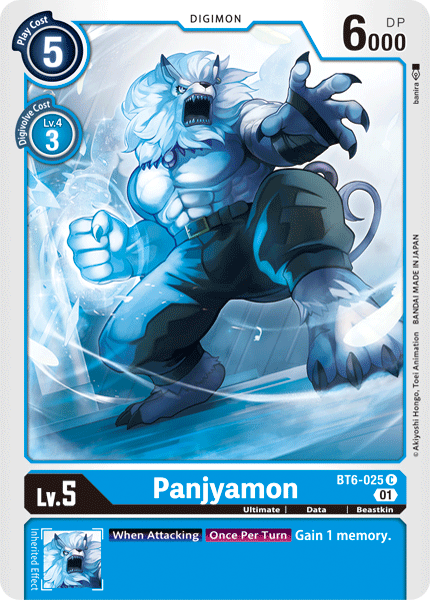 Play Cost
5
DIGIMON
DP
6000
Digivolve Cost
Lv.4
3
banira
©Akiyoshi Hongo, Toei Animation BANDAI MADE IN JAPAN
BT6-025 C
01
Lv.5
Panjyamon
Ultimate Data Beastkin
Inherited Effect
When Attacking Once Per Turn Gain 1 memory.